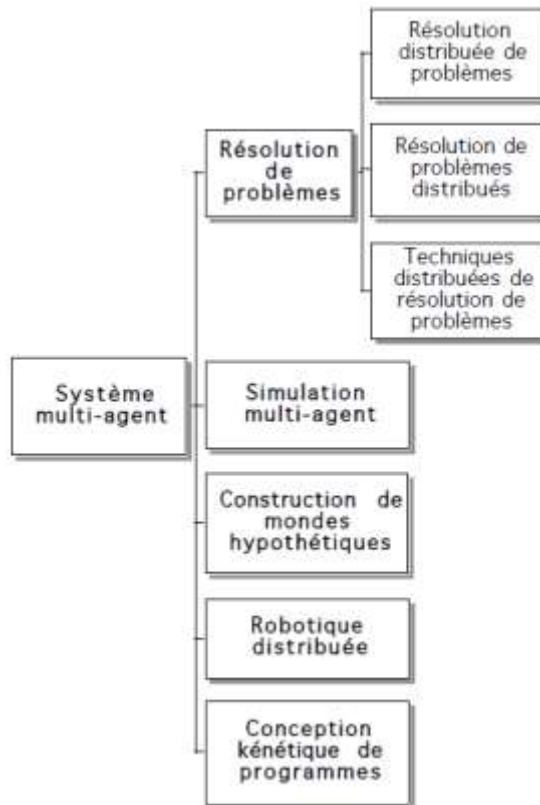 Résolution
distribuée de
problèmes
Résolution
de
problèmes
Résolution de
problèmes
distribués
Techniques
distribuées de
résolution de
problèmes
Système
multi-agent
Simulation
multi-agent
Construction de
mondes
hypothétiques
Robotique
distribuée
Conception
kénétique de
programmes